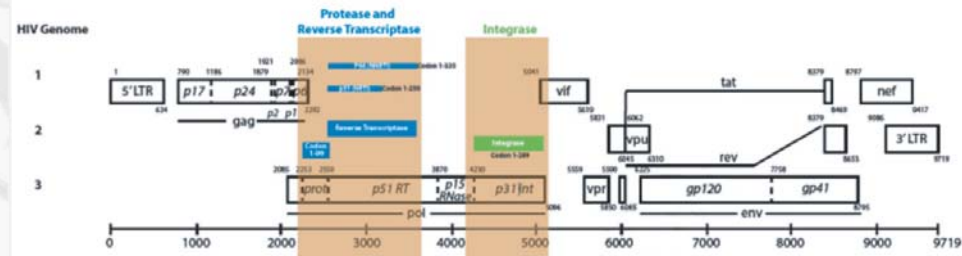 Protease and
Reverse Transcriptase
Integrase
HIV Genome
1921
790 1186 1879
2134
5041
8379 8797
1
1
5' LTR p17 p24 p7 p6
vif
tat
nef
634
p2 p1 2292
gag
5610
8469
9417
5831 6062
8379
9086
2
Reverse Transcriptase
Integrase
vpu
3' LTR
Codon
1-99
Codon 1-289
6045 6310
rev
8653
9719
2085 2253 2550
3870 4230
5559
6225
7758
3
prot p51 RT p15
RNase
p31 int
vpr
gp120 gp41
pol
5096
5850 6045
env
8795
0 1000 2000 3000 4000 5000 6000 7000 8000 9000 9719